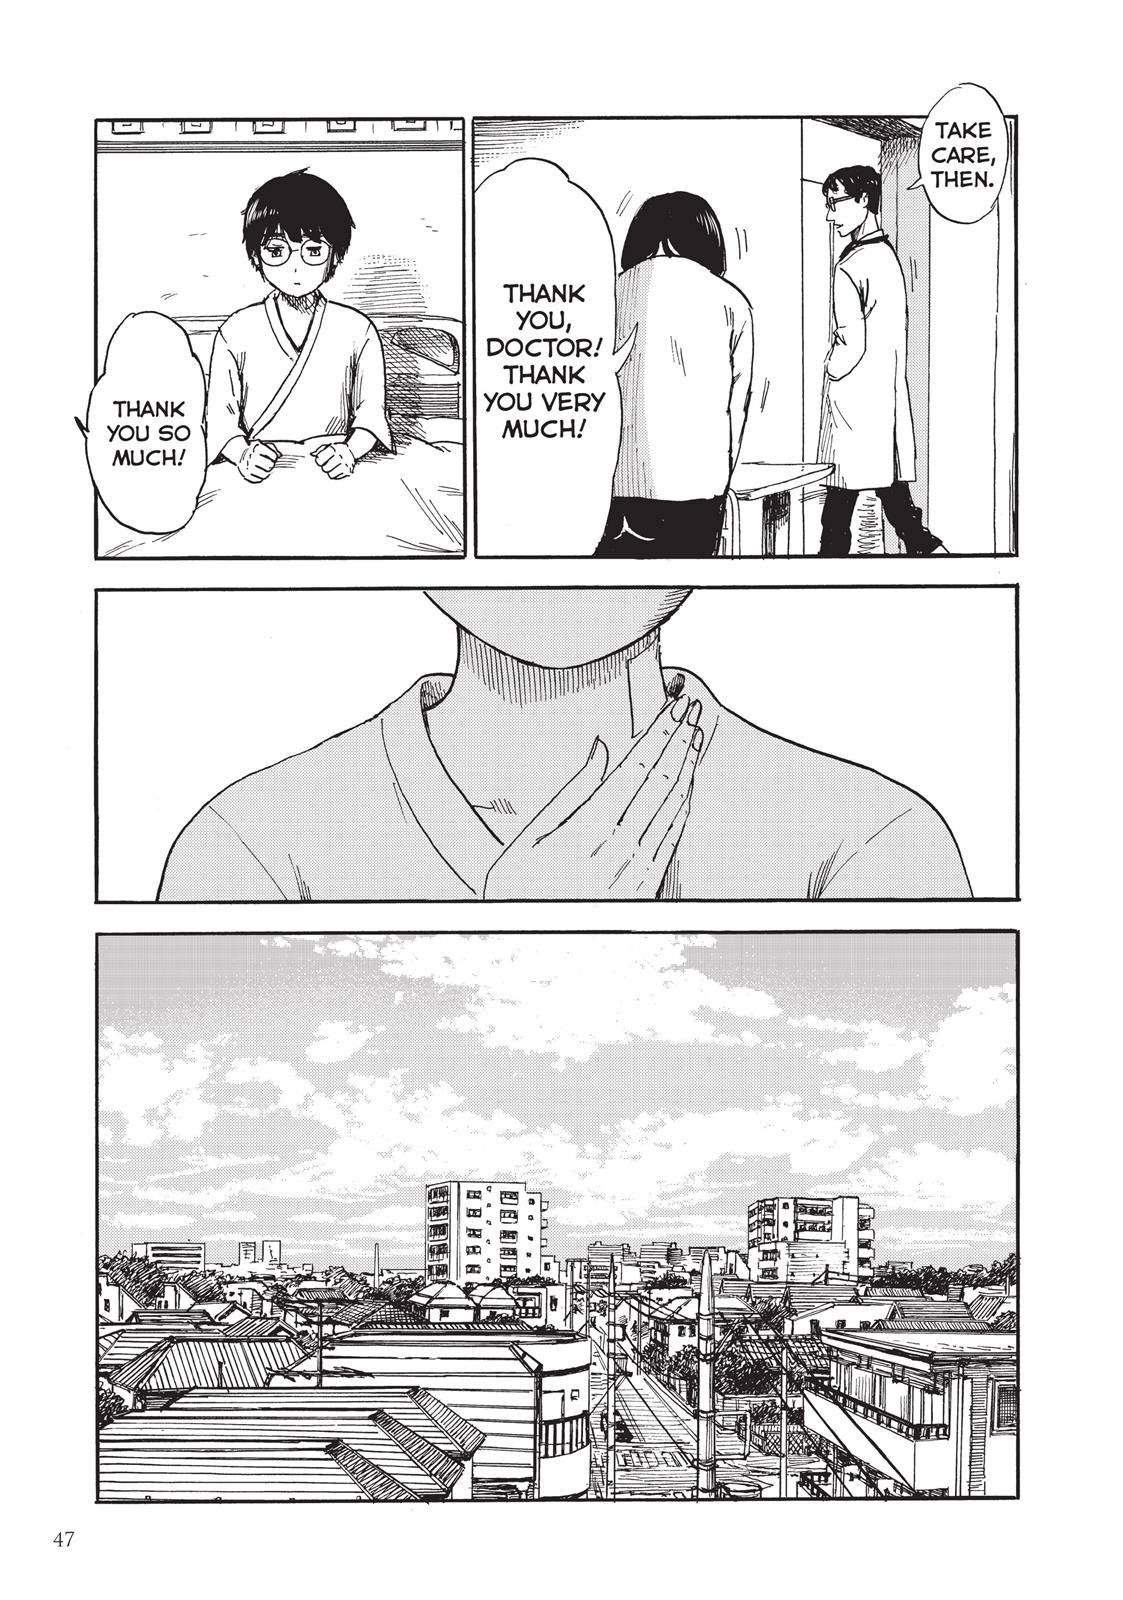 TAKE
CARE,
THEN.
THANK
YOU,
DOCTOR!
THANK
YOU VERY
MUCH!
THANK
YOU SO
MUCH!
47